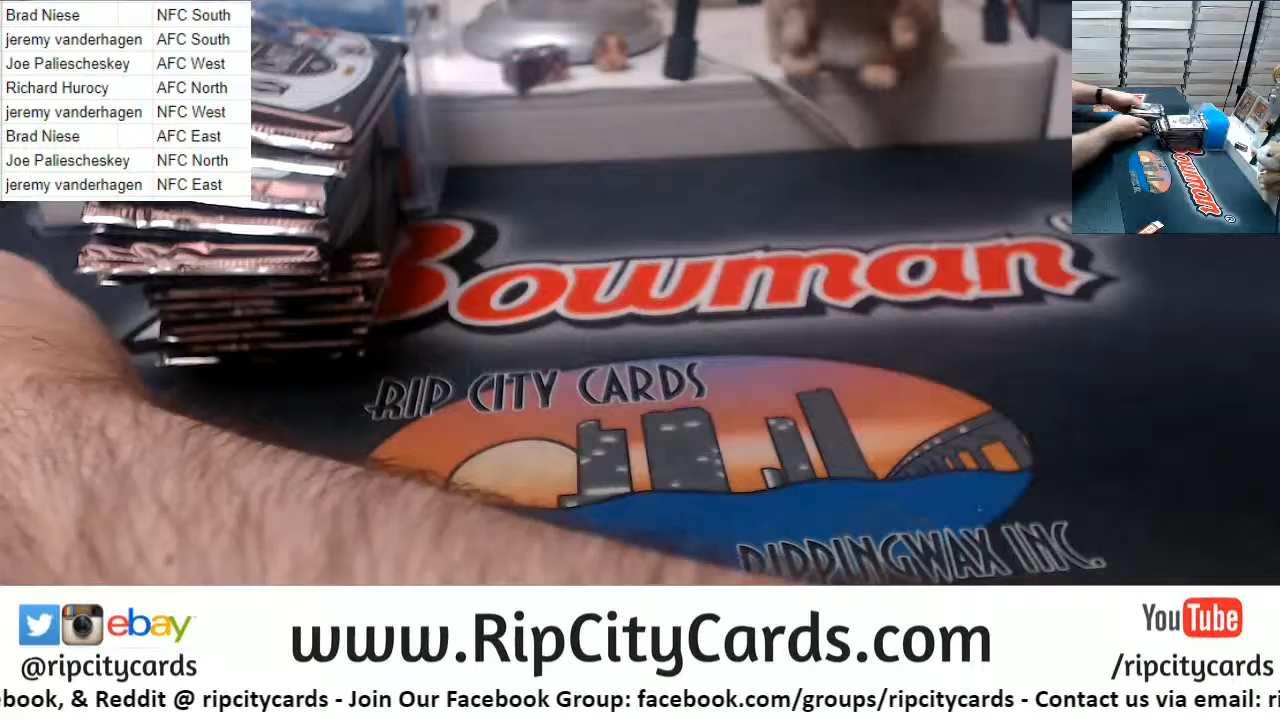 Brad Niese NFC South
jeremy vanderhagen AFC South
Joe Paliescheskey AFC West
Richard Hurocy AFC North
jeremy vanderhagen NFC West
Brad Niese AFC East
Joe Paliescheskey NFC North
jeremy vanderhagen NFC East
Bowman
Bowman®
RIP CITY CARDS
RIPPINGWAX INC.
ebay
@ripcitycards
www.RipCityCards.com
YouTube
/ripcitycards
ebook, & Reddit @ ripcitycards - Join Our Facebook Group: facebook.com/groups/ripcitycards - Contact us via email: ri